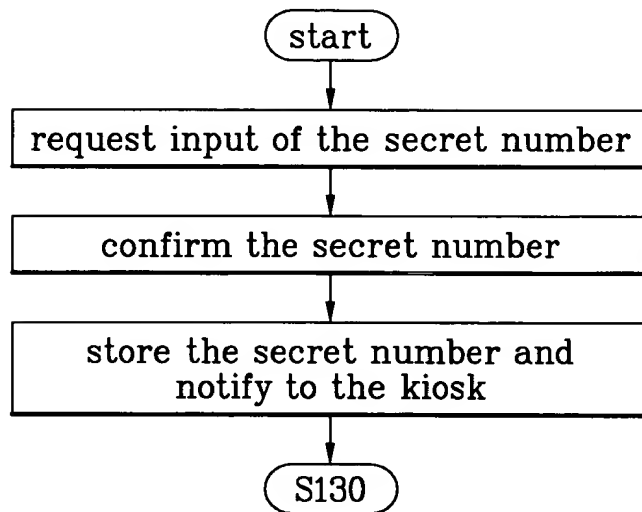 start
request input of the secret number
confirm the secret number
store the secret number and
notify to the kiosk
S130